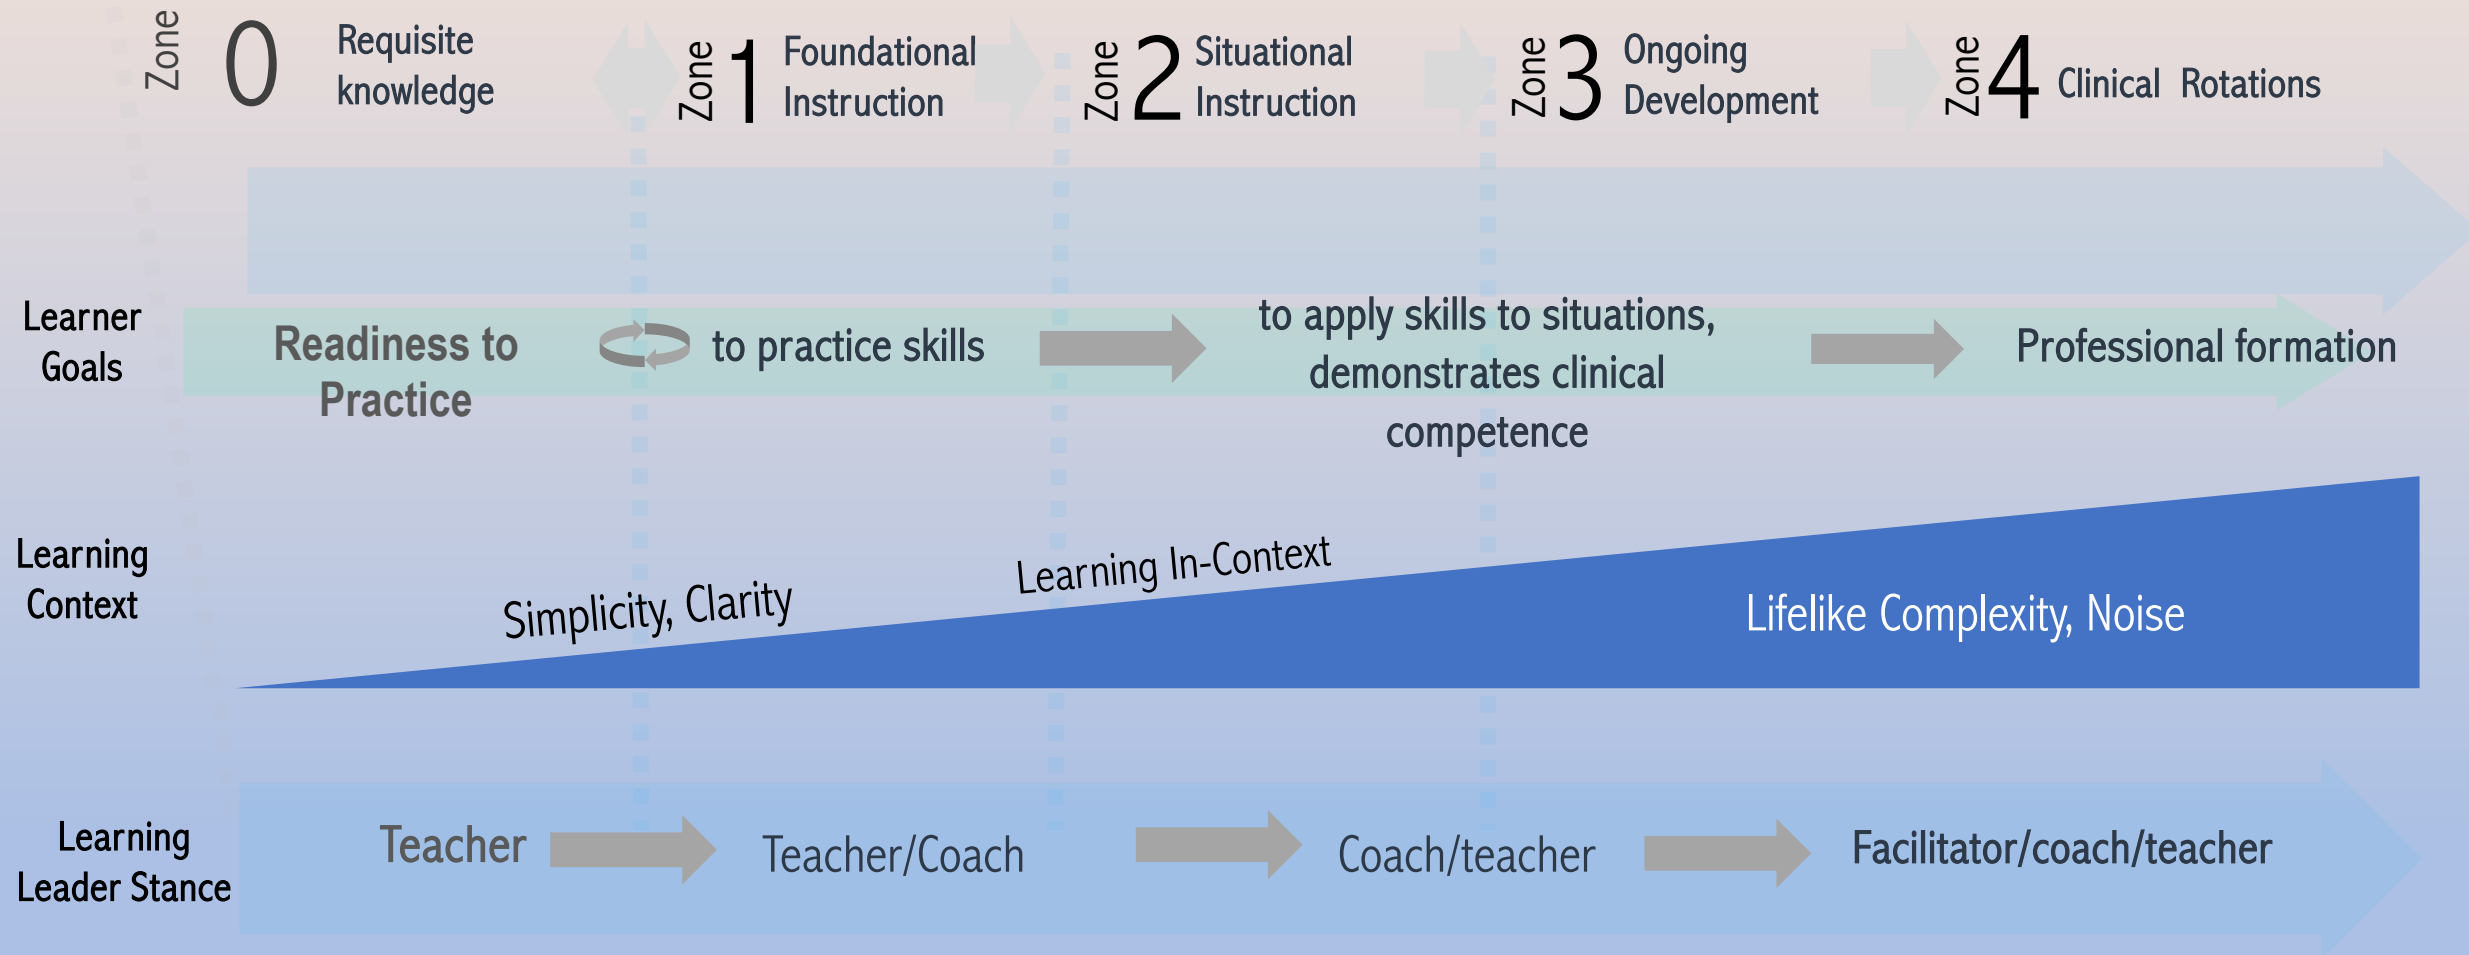 Zone 0 Requisite
knowledge
Zone 1 Foundational
Instruction
Zone 2 Situational
Instruction
Zone 3 Ongoing
Development
Zone 4 Clinical Rotations
Learner
Goals
Readiness to
Practice
to practice skills
to apply skills to situations,
demonstrates clinical
competence
Professional formation
Learning
Context
Simplicity, Clarity
Learning In-Context
Lifelike Complexity, Noise
Learning
Leader Stance
Teacher
Teacher/Coach
Coach/teacher
Facilitator/coach/teacher